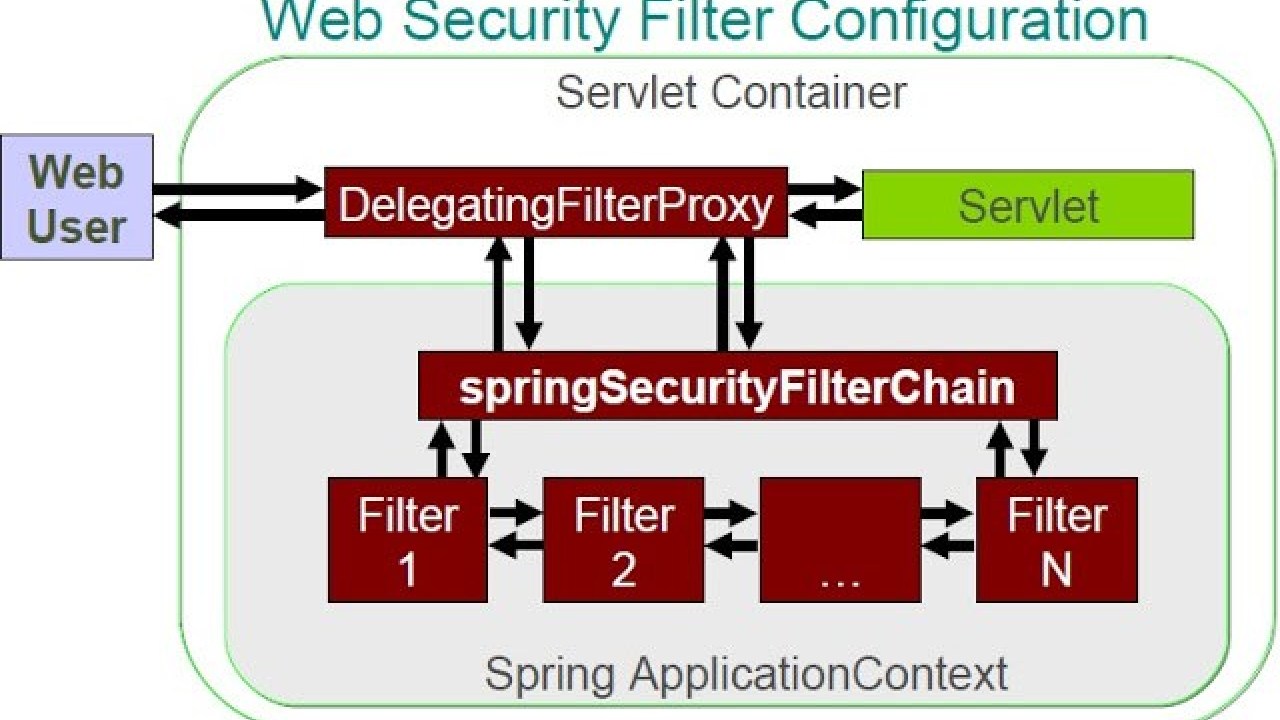 Web Security Filter Configuration
Servlet Container
Web
User
DelegatingFilterProxy
Servlet
springSecurityFilterChain
Filter
1
Filter
2
...
Filter
N
Spring ApplicationContext